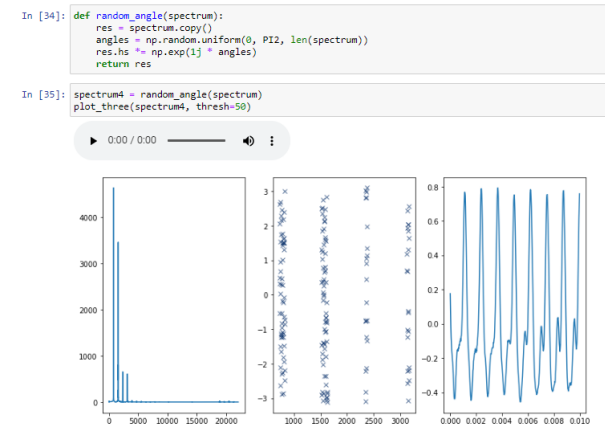 In [34]: def random_angle(spectrum):
    res = spectrum.copy()
    angles = np.random.uniform(0, PI2, len(spectrum))
    res.hs *= np.exp(1j * angles)
    return res
In [35]: spectrum4 = random_angle(spectrum)
plot_three(spectrum4, thresh=50)
0:00 / 0:00
4000
3000
2000
1000
0
0 5000 10000 15000 20000
3
2
1
0
−1
−2
−3
1000 1500 2000 2500 3000
0.8
0.6
0.4
0.2
0.0
−0.2
−0.4
0.000 0.002 0.004 0.006 0.008 0.010